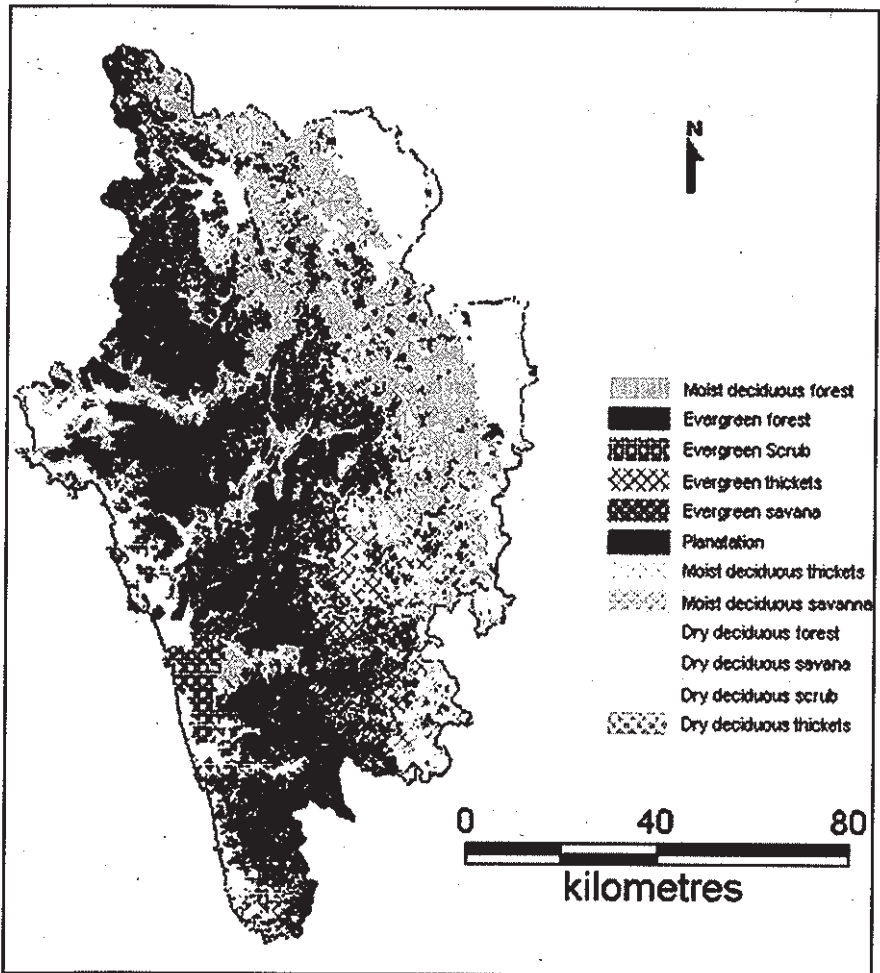 N
Moist deciduous forest
Evergreen forest
Evergreen Scrub
Evergreen thickets
Evergreen savana
Planatation
Moist deciduous thickets
Moist deciduous savanna
Dry deciduous forest
Dry deciduous savana
Dry deciduous scrub
Dry deciduous thickets
0 40 80
kilometres